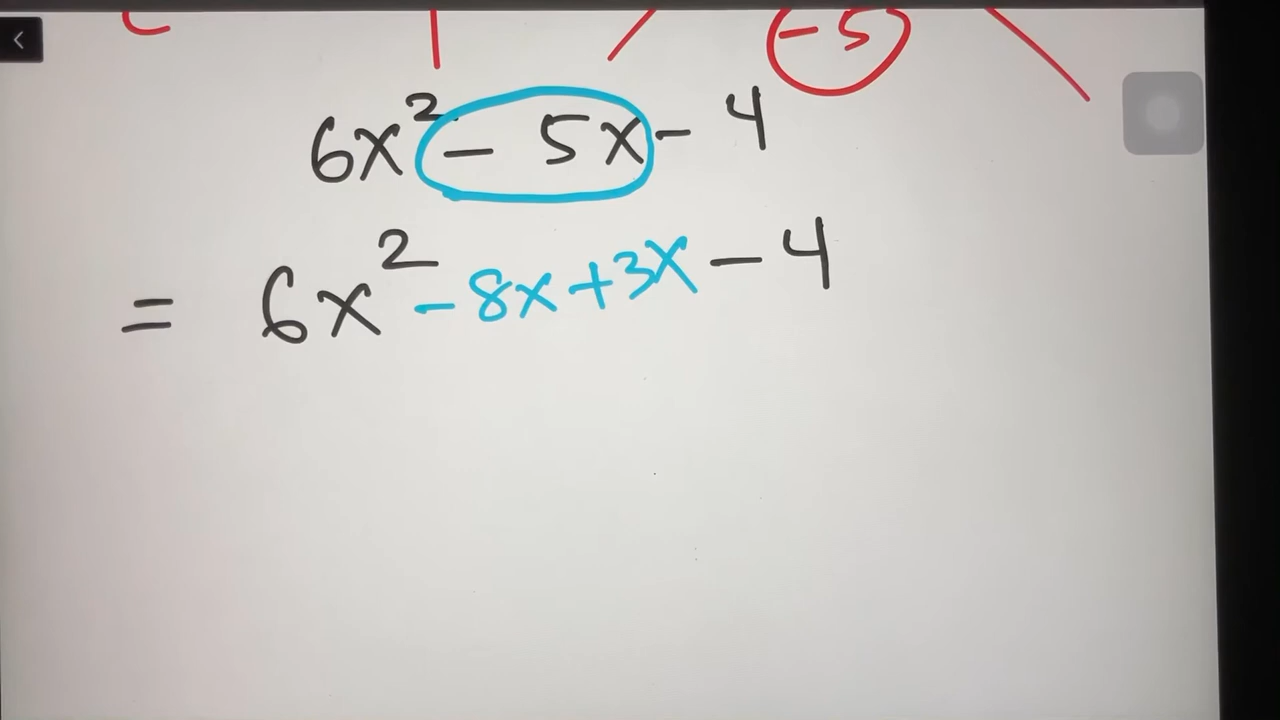 -5
6x² - 5x - 4
= 6x² - 8x + 3x - 4